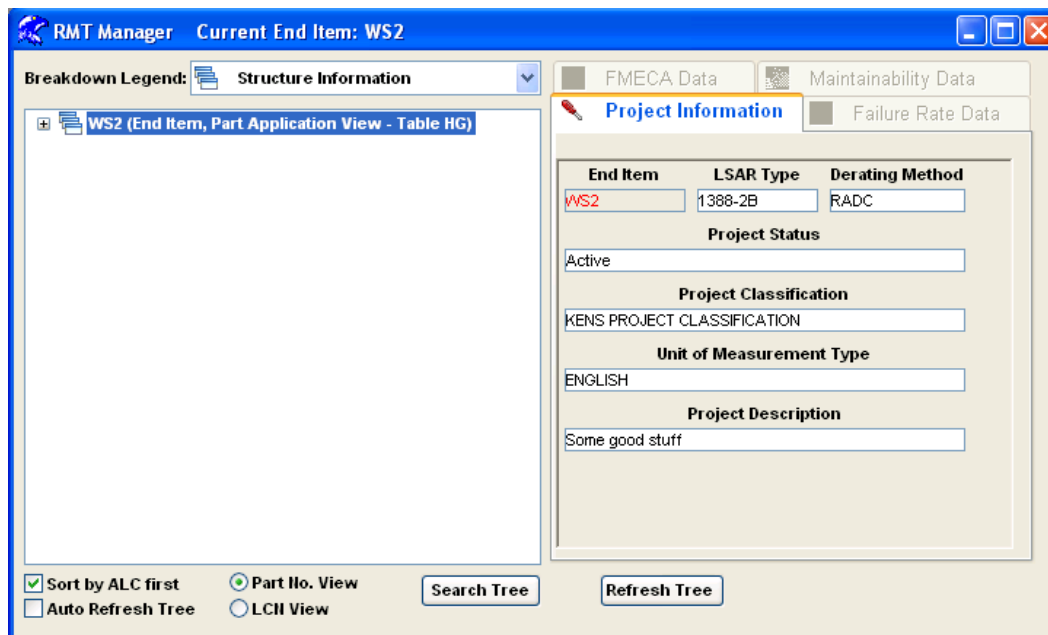 RMT Manager Current End Item: WS2
Breakdown Legend: Structure Information
FMECA Data Maintainability Data
Project Information Failure Rate Data
WS2 (End Item, Part Application View - Table HG)
End Item LSAR Type Derating Method
WS2 1388-2B RADC
Project Status
Active
Project Classification
KENS PROJECT CLASSIFICATION
Unit of Measurement Type
ENGLISH
Project Description
Some good stuff
Sort by ALC first Part No. View Search Tree Refresh Tree
Auto Refresh Tree LCN View